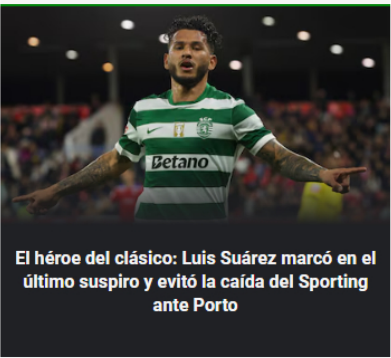 Betano
El héroe del clásico: Luis Suárez marcó en el
último suspiro y evitó la caída del Sporting
ante Porto